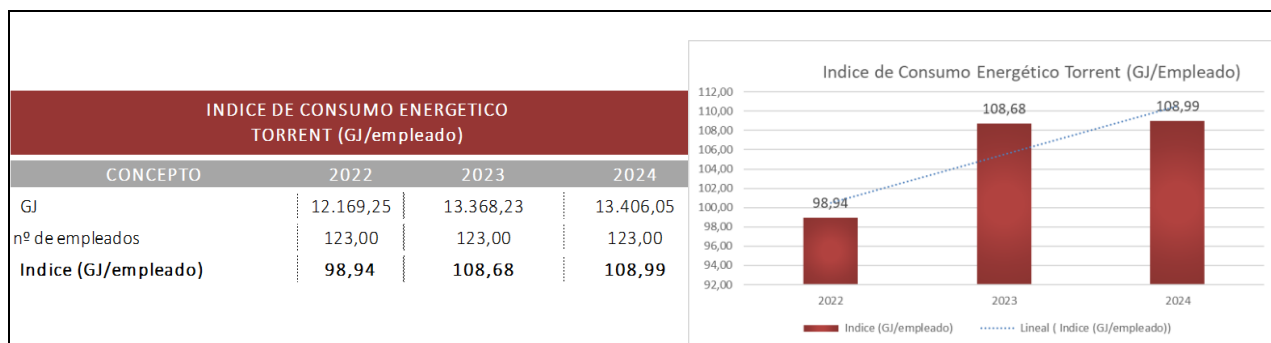 INDICE DE CONSUMO ENERGETICO
TORRENT (GJ/empleado)
CONCEPTO 2022 2023 2024
GJ 12.169,25 13.368,23 13.406,05
nº de empleados 123,00 123,00 123,00
Indice (GJ/empleado) 98,94 108,68 108,99
Indice de Consumo Energético Torrent (GJ/Empleado)
112,00
110,00
108,00
106,00
104,00
102,00
100,00
98,00
96,00
94,00
92,00
98,94
108,68
108,99
2022 2023 2024
Indice (GJ/empleado) Lineal ( Indice (GJ/empleado))